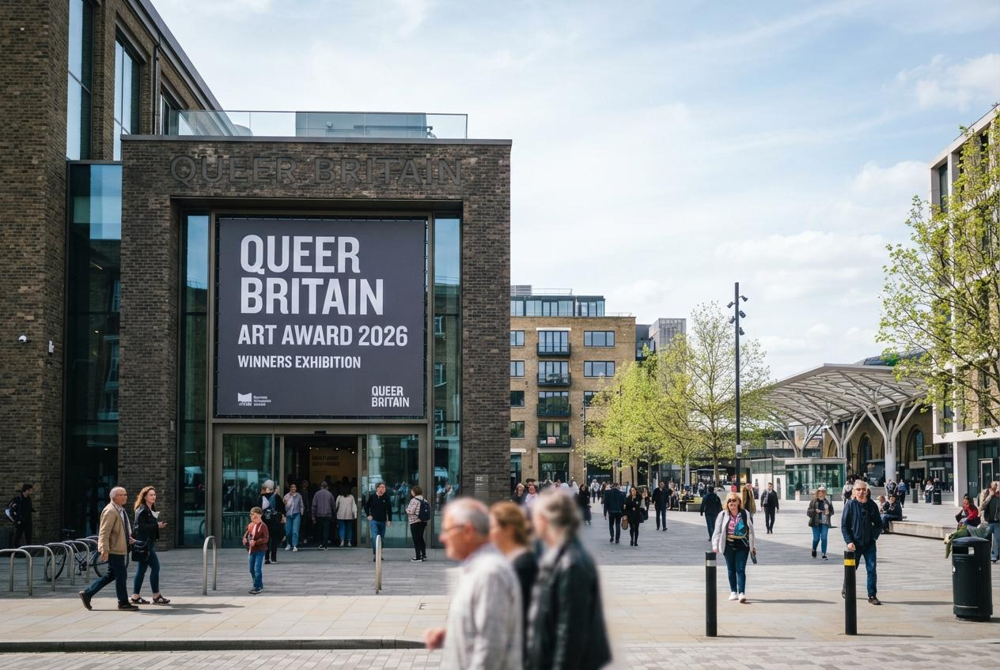 QUEER BRITAIN
QUEER
BRITAIN
ART AWARD 2026
WINNERS EXHIBITION
QUEER
BRITAIN